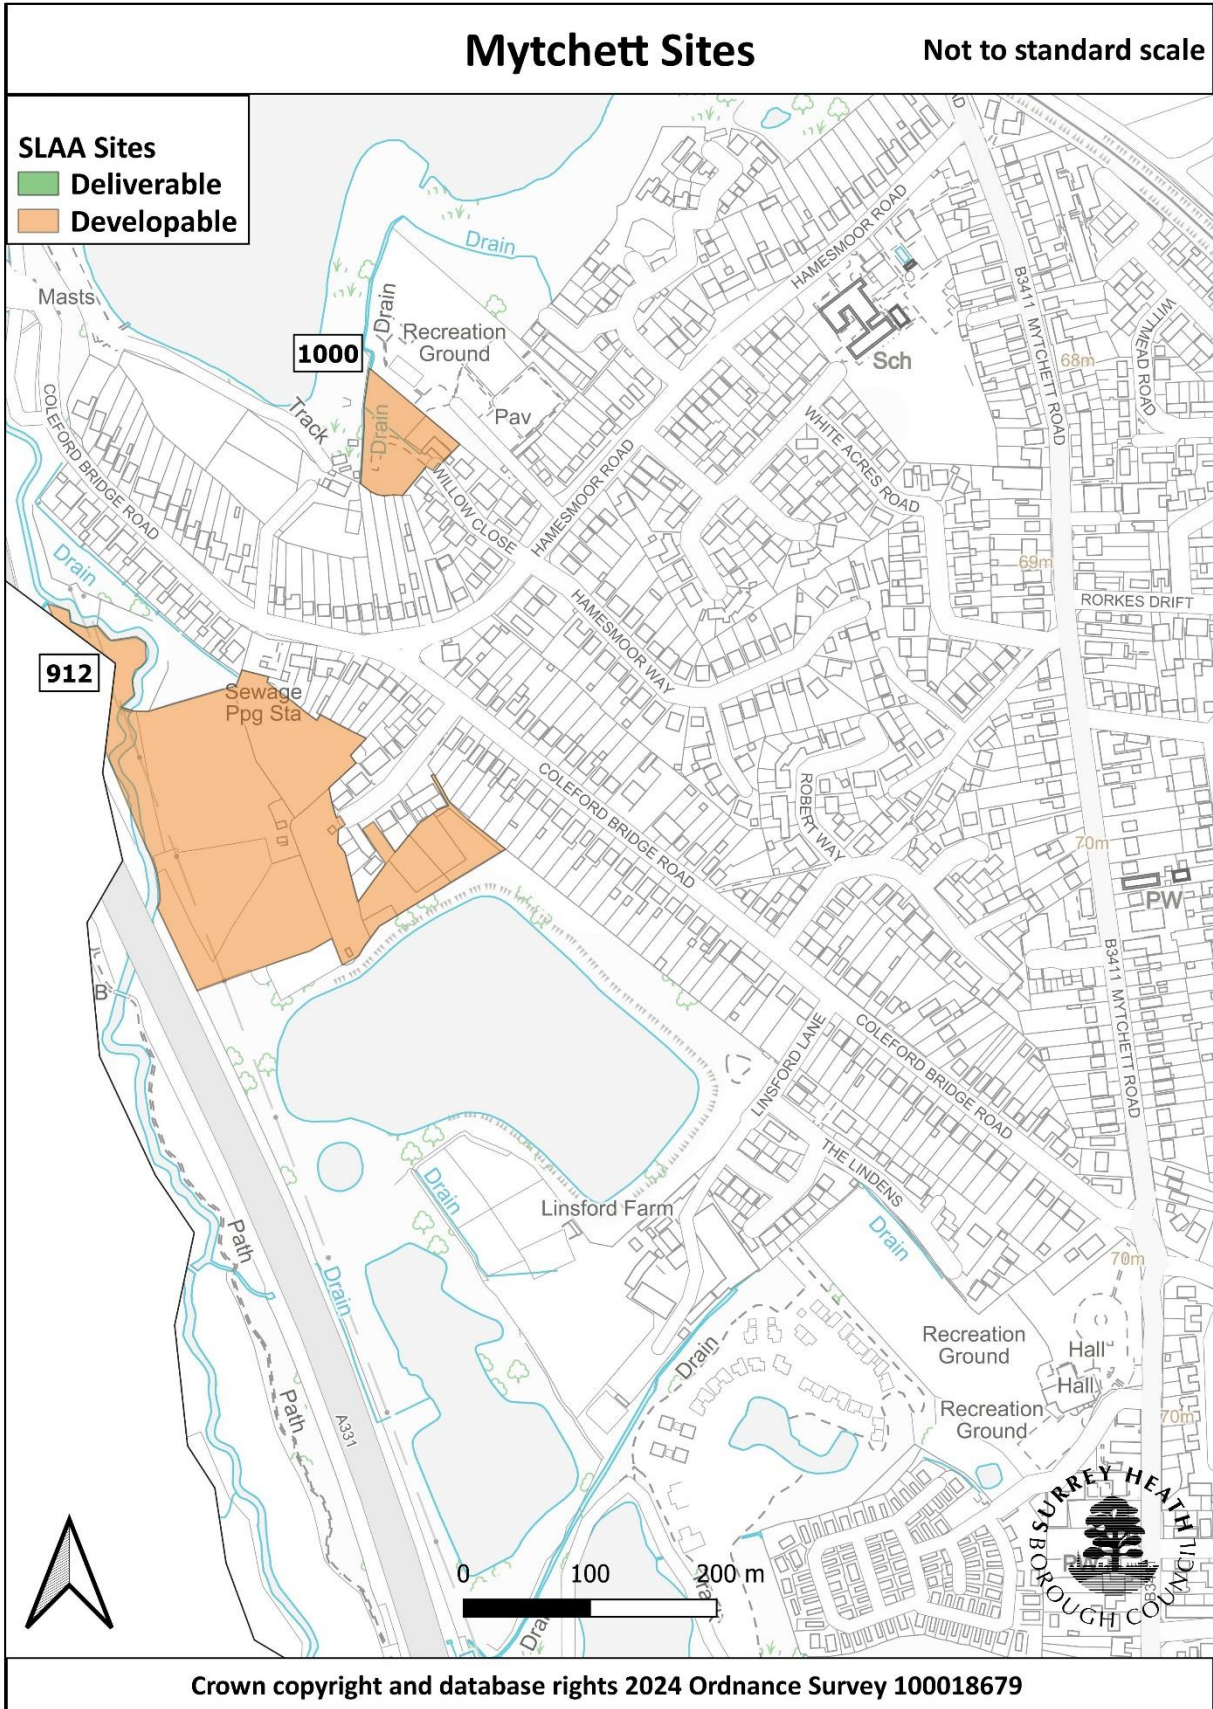 Mytchett Sites
Not to standard scale
SLAA Sites
Deliverable
Developable
Drain
HAMESMOOR ROAD
Masts
Drain
Recreation
Ground
1000
B3411 MYTCHETT ROAD
WITTMEAD ROAD
68m
Sch
COLEFORD BRIDGE ROAD
Track
Drain
Pav
WHITE ACRES ROAD
HAMESMOOR ROAD
WILLOW CLOSE
Drain
69m
RORKES DRIFT
HAMESMOOR WAY
912
Sewage
Ppg Sta
COLEFORD BRIDGE ROAD
ROBERT WAY
70m
PW
B3411 MYTCHETT ROAD
B
LINSFORD LANE
COLEFORD BRIDGE ROAD
THE LINDENS
Drain
Linsford Farm
Drain
Path
Drain
70m
Recreation
Ground
Hall
Hall
Drain
Path
A331
Recreation
Ground
70m
SURREY HEATH
BOROUGH COUNCIL
PW
0 100 200 m
Crown copyright and database rights 2024 Ordnance Survey 100018679